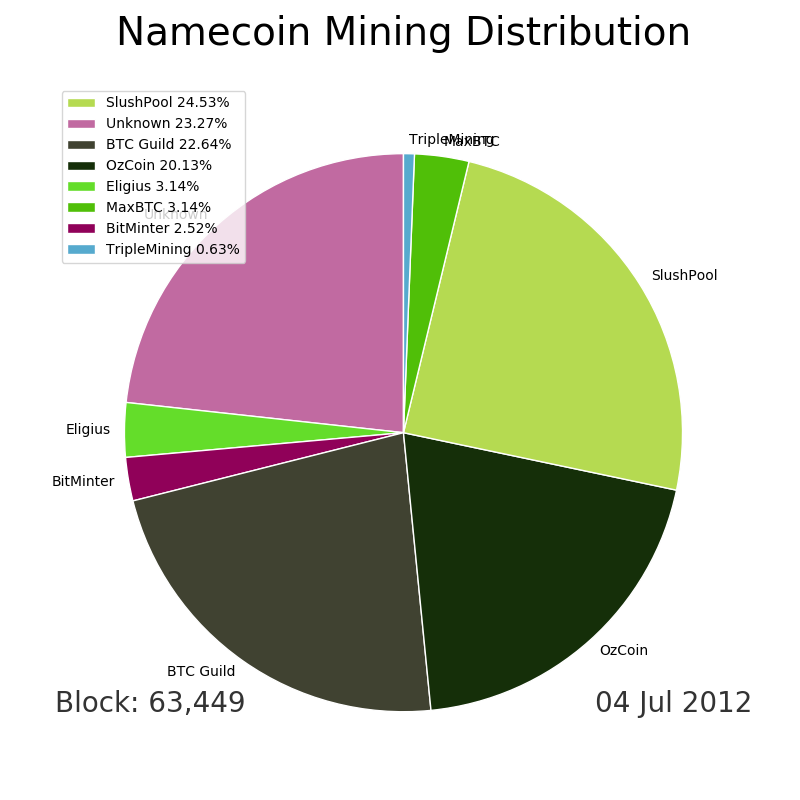 Namecoin Mining Distribution
SlushPool 24.53%
Unknown 23.27%
BTC Guild 22.64%
OzCoin 20.13%
Eligius 3.14%
MaxBTC 3.14%
BitMinter 2.52%
TripleMining 0.63%
TripleMining
MaxBTC
Unknown
SlushPool
Eligius
BitMinter
OzCoin
BTC Guild
Block: 63,449
04 Jul 2012